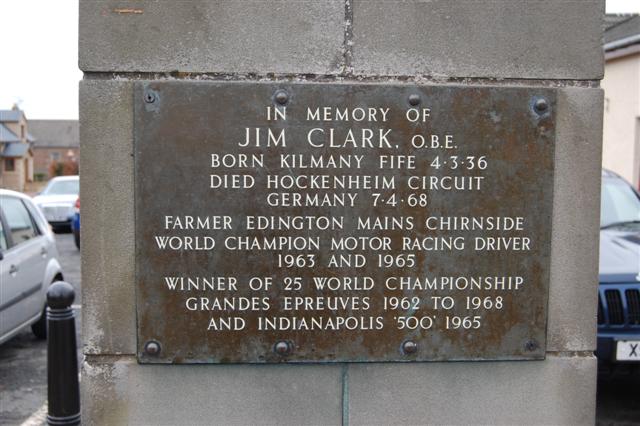 IN MEMORY OF
JIM CLARK, O.B.E.
BORN KILMANY FIFE 4·3·36
DIED HOCKENHEIM CIRCUIT
GERMANY 7·4·68
FARMER EDINGTON MAINS CHIRNSIDE
WORLD CHAMPION MOTOR RACING DRIVER
1963 AND 1965
WINNER OF 25 WORLD CHAMPIONSHIP
GRANDES EPREUVES 1962 TO 1968
AND INDIANAPOLIS '500' 1965